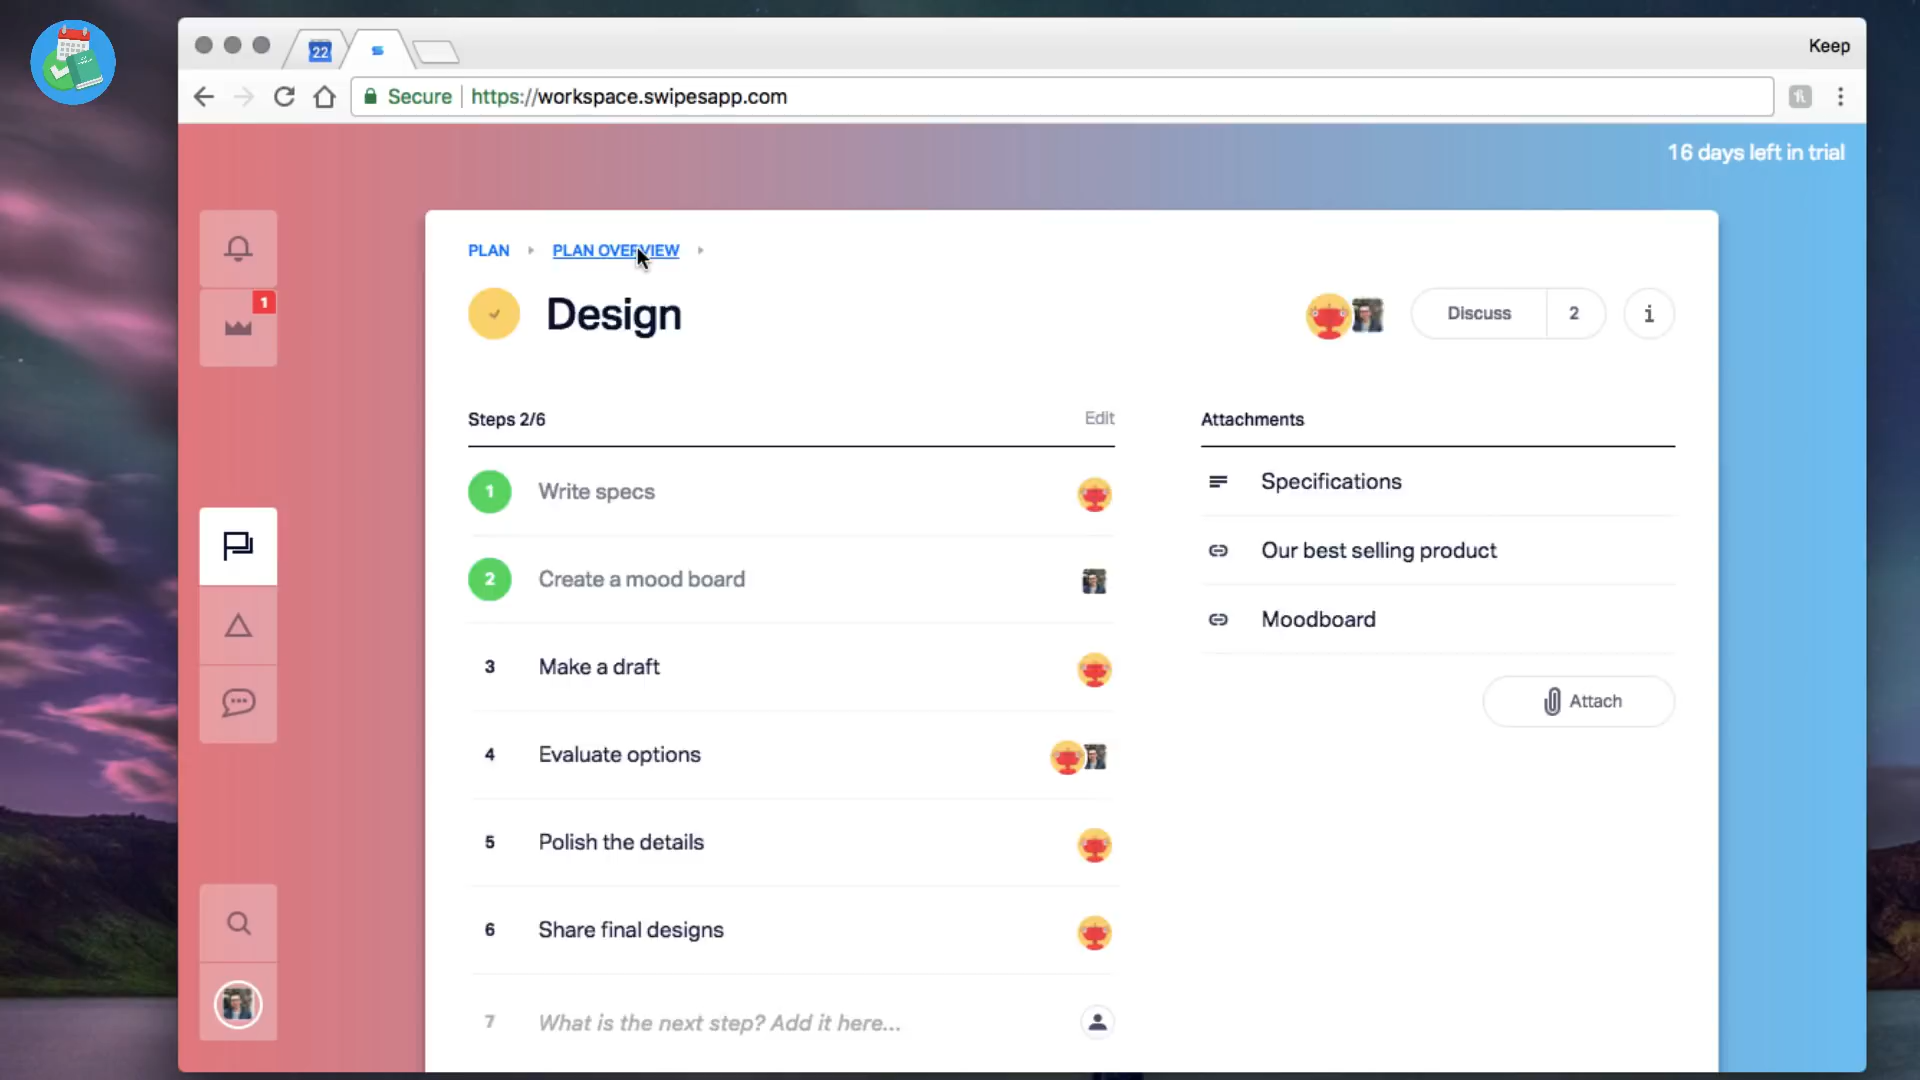 22
Keep
Secure https://workspace.swipesapp.com
16 days left in trial
PLAN PLAN OVERVIEW
1
Design
Discuss 2 i
Steps 2/6 Edit
1 Write specs
2 Create a mood board
3 Make a draft
4 Evaluate options
5 Polish the details
6 Share final designs
7 What is the next step? Add it here...
Attachments
Specifications
Our best selling product
Moodboard
Attach